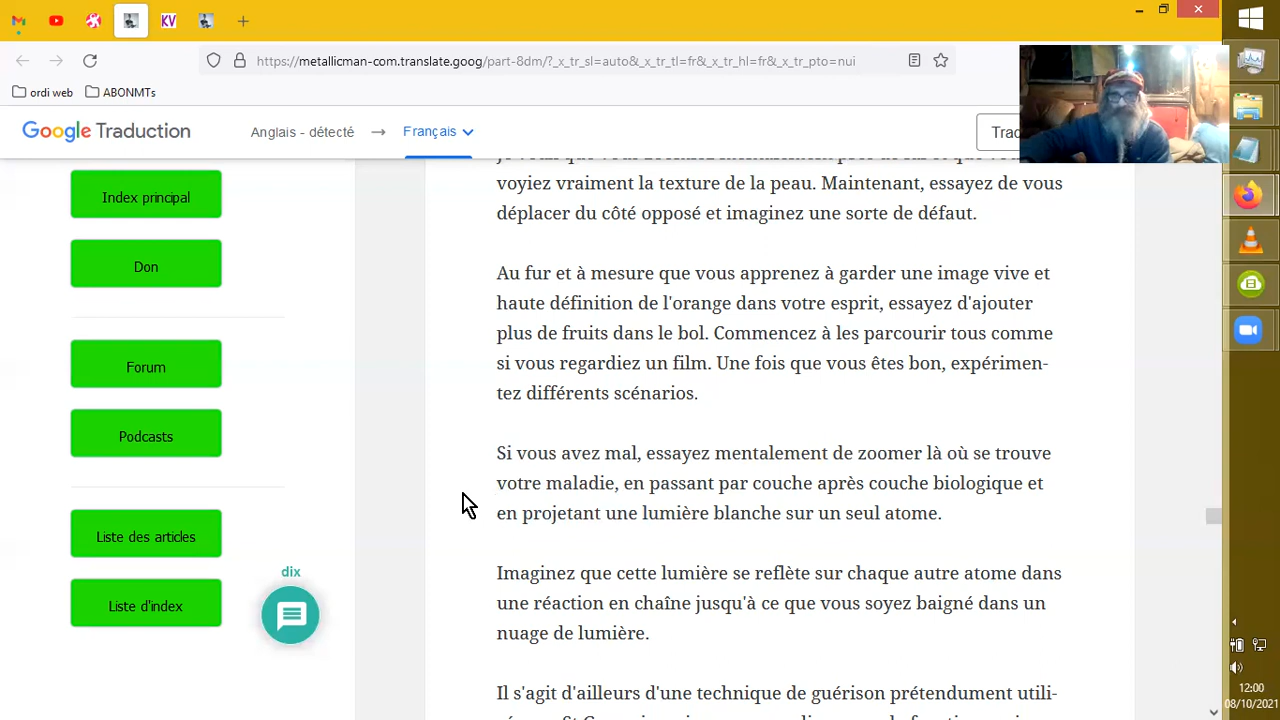 https://metallicman-com.translate.goog/part-8dm/?_x_tr_sl=auto&_x_tr_tl=fr&_x_tr_hl=fr&_x_tr_pto=nui
ordi web
ABONMTs
Google Traduction
Anglais - détecté
Français
Index principal
Don
Forum
Podcasts
Liste des articles
Liste d'index
dix
voyiez vraiment la texture de la peau. Maintenant, essayez de vous
déplacer du côté opposé et imaginez une sorte de défaut.
Au fur et à mesure que vous apprenez à garder une image vive et
haute définition de l'orange dans votre esprit, essayez d'ajouter
plus de fruits dans le bol. Commencez à les parcourir tous comme
si vous regardiez un film. Une fois que vous êtes bon, expérimen-
tez différents scénarios.
Si vous avez mal, essayez mentalement de zoomer là où se trouve
votre maladie, en passant par couche après couche biologique et
en projetant une lumière blanche sur un seul atome.
Imaginez que cette lumière se reflète sur chaque autre atome dans
une réaction en chaîne jusqu'à ce que vous soyez baigné dans un
nuage de lumière.
Il s'agit d'ailleurs d'une technique de guérison prétendument utili-
KV
12:00
08/10/2021